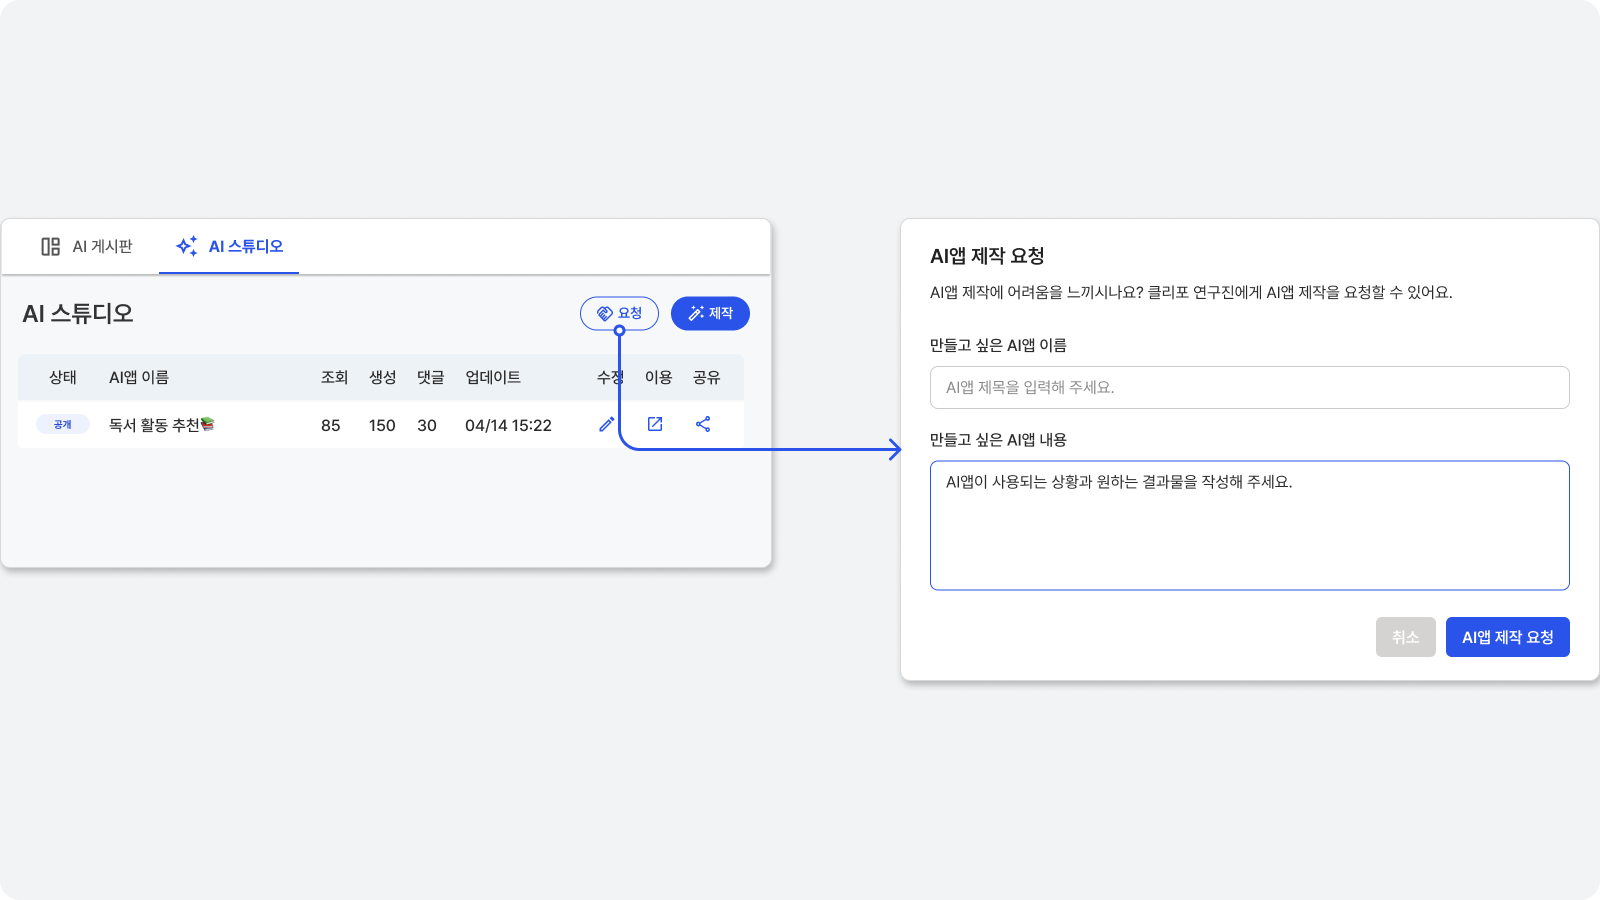 AI 게시판
AI 스튜디오
AI 스튜디오
요청
제작
상태 AI앱 이름 조회 생성 댓글 업데이트 수정 이용 공유
공개 독서 활동 추천📚 85 150 30 04/14 15:22
AI앱 제작 요청
AI앱 제작에 어려움을 느끼시나요? 클리포 연구진에게 AI앱 제작을 요청할 수 있어요.
만들고 싶은 AI앱 이름
AI앱 제목을 입력해 주세요.
만들고 싶은 AI앱 내용
AI앱이 사용되는 상황과 원하는 결과물을 작성해 주세요.
취소
AI앱 제작 요청